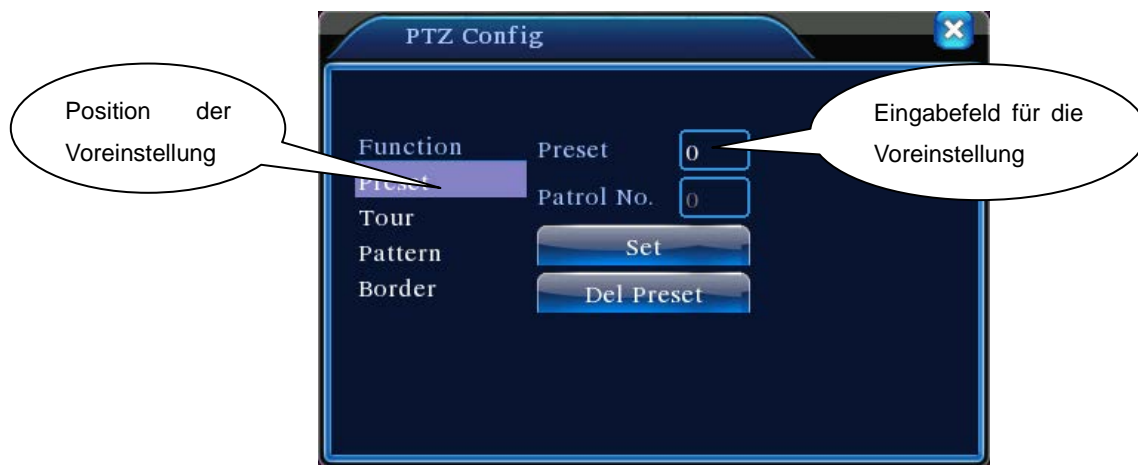 PTZ Config
Position der
Voreinstellung
Eingabefeld für die
Voreinstellung
Function
Preset
Tour
Pattern
Border
Preset 0
Patrol No. 0
Set
Del Preset